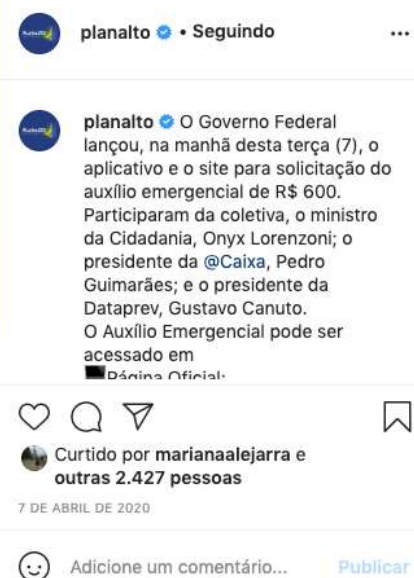 planalto • Seguindo
planalto O Governo Federal
lançou, na manhã desta terça (7), o
aplicativo e o site para solicitação do
auxílio emergencial de R$ 600.
Participaram da coletiva, o ministro
da Cidadania, Onyx Lorenzoni; o
presidente da @Caixa, Pedro
Guimarães; e o presidente da
Dataprev, Gustavo Canuto.
O Auxílio Emergencial pode ser
acessado em
Página Oficial:
Curtido por marianaalejarra e
outras 2.427 pessoas
7 DE ABRIL DE 2020
Adicione um comentário... Publicar